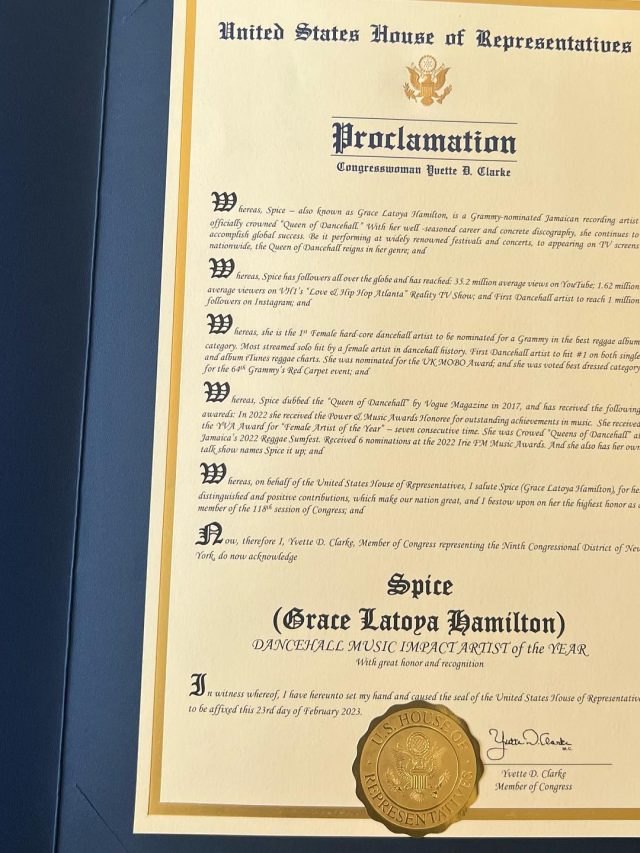 United States House of Representatives
Proclamation
Congresswoman Yvette D. Clarke
Whereas, Spice – also known as Grace Latoya Hamilton, is a Grammy-nominated Jamaican recording artist
officially crowned "Queen of Dancehall." With her well -seasoned career and concrete discography, she continues to
accomplish global success. Be it performing at widely renowned festivals and concerts, to appearing on TV screens
nationwide, the Queen of Dancehall reigns in her genre; and
Whereas, Spice has followers all over the globe and has reached: 35.2 million average views on YouTube; 1.62 million
average viewers on VH1's "Love & Hip Hop Atlanta" Reality TV Show; and First Dancehall artist to reach 1 million
followers on Instagram; and
Whereas, she is the 1st Female hard-core dancehall artist to be nominated for a Grammy in the best reggae album
category. Most streamed solo hit by a female artist in dancehall history. First Dancehall artist to hit #1 on both single
and album iTunes reggae charts. She was nominated for the UK MOBO Award; and she was voted best dressed category
for the 64th Grammy's Red Carpet event; and
Whereas, Spice dubbed the "Queen of Dancehall" by Vogue Magazine in 2017, and has received the following
awareds: In 2022 she received the Power & Music Awards Honoree for outstanding achievements in music. She received
the YVA Award for "Female Artist of the Year" – seven consecutive time. She was Crowed "Queens of Dancehall" a
Jamaica's 2022 Reggae Sumfest. Received 6 nominations at the 2022 Irie FM Music Awards. And she also has her own
talk show names Spice it up; and
Whereas, on behalf of the United States House of Representatives, I salute Spice (Grace Latoya Hamilton), for he
distinguished and positive contributions, which make our nation great, and I bestow upon on her the highest honor as a
member of the 118th session of Congress; and
Now, therefore I, Yvette D. Clarke, Member of Congress representing the Ninth Congressional District of New
York, do now acknowledge
Spice
(Grace Latoya Hamilton)
DANCEHALL MUSIC IMPACT ARTIST of the YEAR
With great honor and recognition
In witness whereof, I have hereunto set my hand and caused the seal of the United States House of Representative
to be affixed this 23rd day of February 2023.
U.S. HOUSE OF
REPRESENTATIVES
Yvette D. Clarke
M.C.
Yvette D. Clarke
Member of Congress